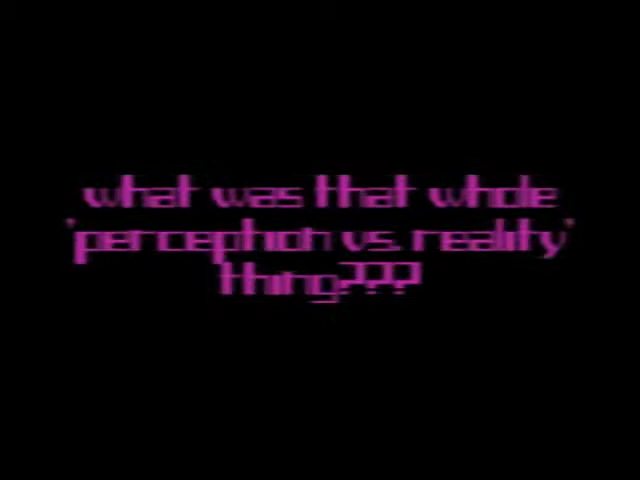 what was that whole
'perception vs. reality'
thing???